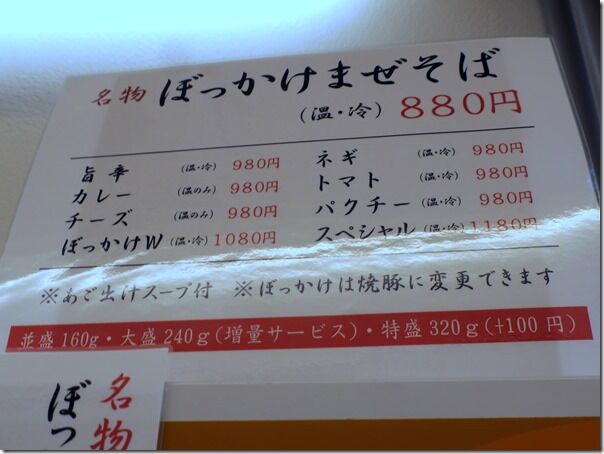 名物 ぼっかけまぜそば
(温・冷) 880円
旨辛 (温・冷) 980円
カレー (温のみ) 980円
チーズ (温・冷) 980円
ぼっかけW (温・冷) 1080円
ネギ (温・冷) 980円
トマト (温・冷) 980円
パクチー (温・冷) 980円
スペシャル (温・冷) 1180円
※あご出汁スープ付 ※ぼっかけは焼豚に変更できます
並盛160g・大盛240g(増量サービス)・特盛320g(+100円)
名物
ぼっ